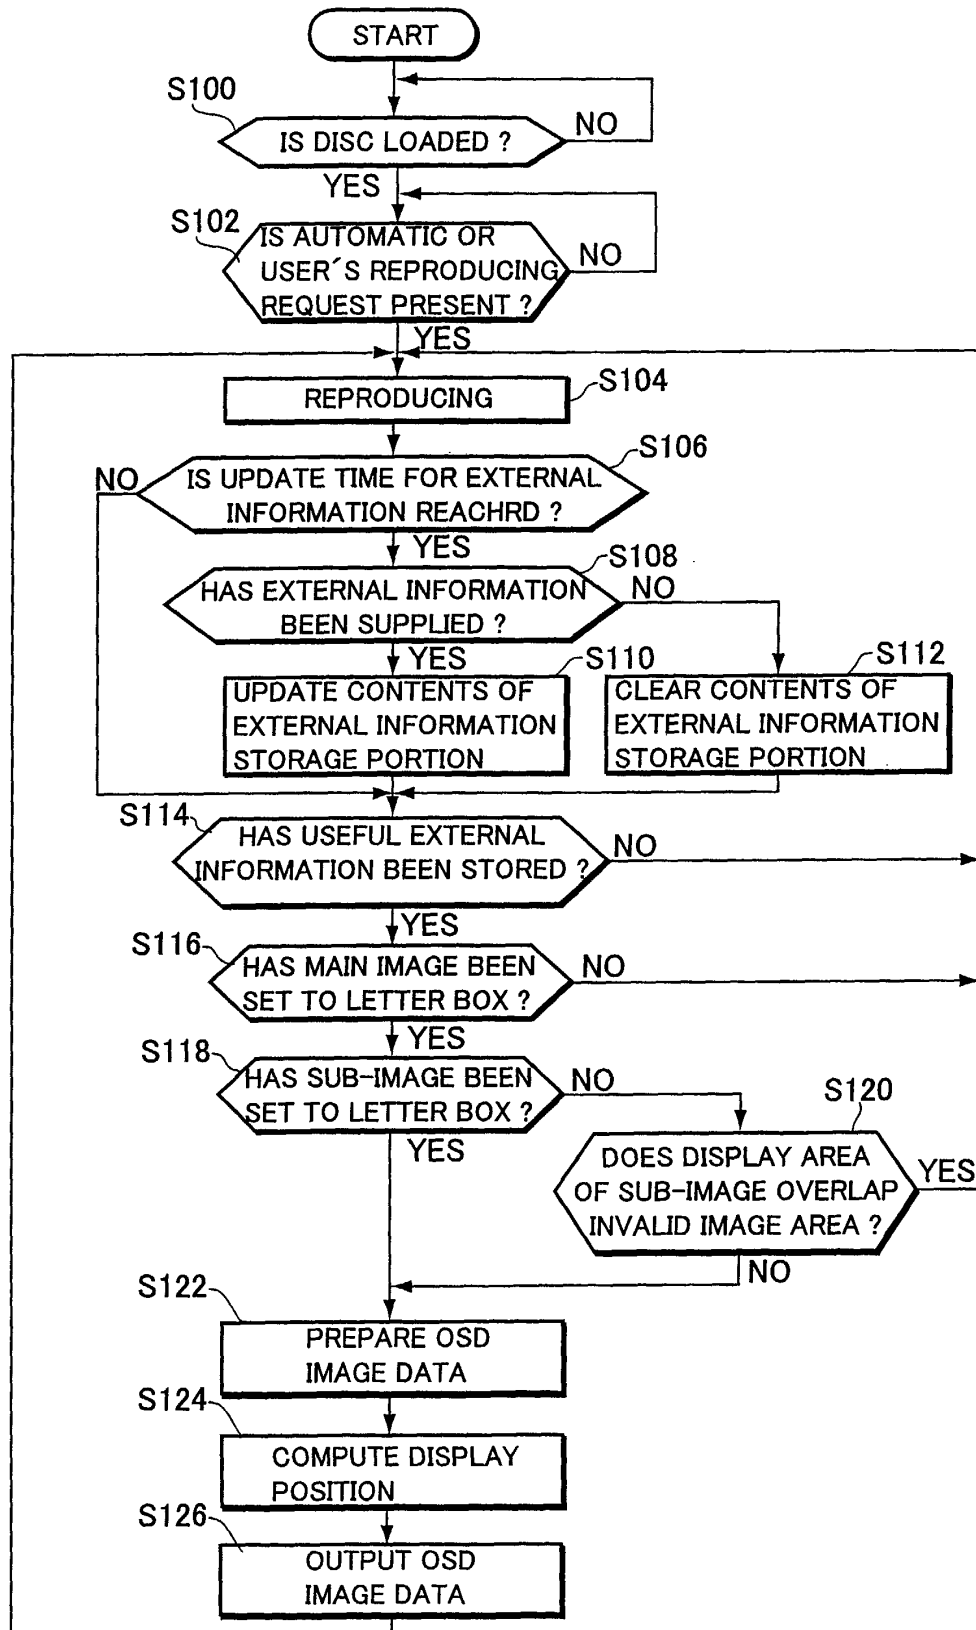 START
S100
IS DISC LOADED ?
NO
YES
S102
IS AUTOMATIC OR
USER´S REPRODUCING
REQUEST PRESENT ?
NO
YES
REPRODUCING
S104
S106
NO
IS UPDATE TIME FOR EXTERNAL
INFORMATION REACHRD ?
YES
S108
HAS EXTERNAL INFORMATION
BEEN SUPPLIED ?
NO
YES
S110
UPDATE CONTENTS OF
EXTERNAL INFORMATION
STORAGE PORTION
S112
CLEAR CONTENTS OF
EXTERNAL INFORMATION
STORAGE PORTION
S114
HAS USEFUL EXTERNAL
INFORMATION BEEN STORED ?
NO
YES
S116
HAS MAIN IMAGE BEEN
SET TO LETTER BOX ?
NO
YES
S118
HAS SUB-IMAGE BEEN
SET TO LETTER BOX ?
NO
YES
S120
DOES DISPLAY AREA
OF SUB-IMAGE OVERLAP
INVALID IMAGE AREA ?
YES
NO
S122
PREPARE OSD
IMAGE DATA
S124
COMPUTE DISPLAY
POSITION
S126
OUTPUT OSD
IMAGE DATA